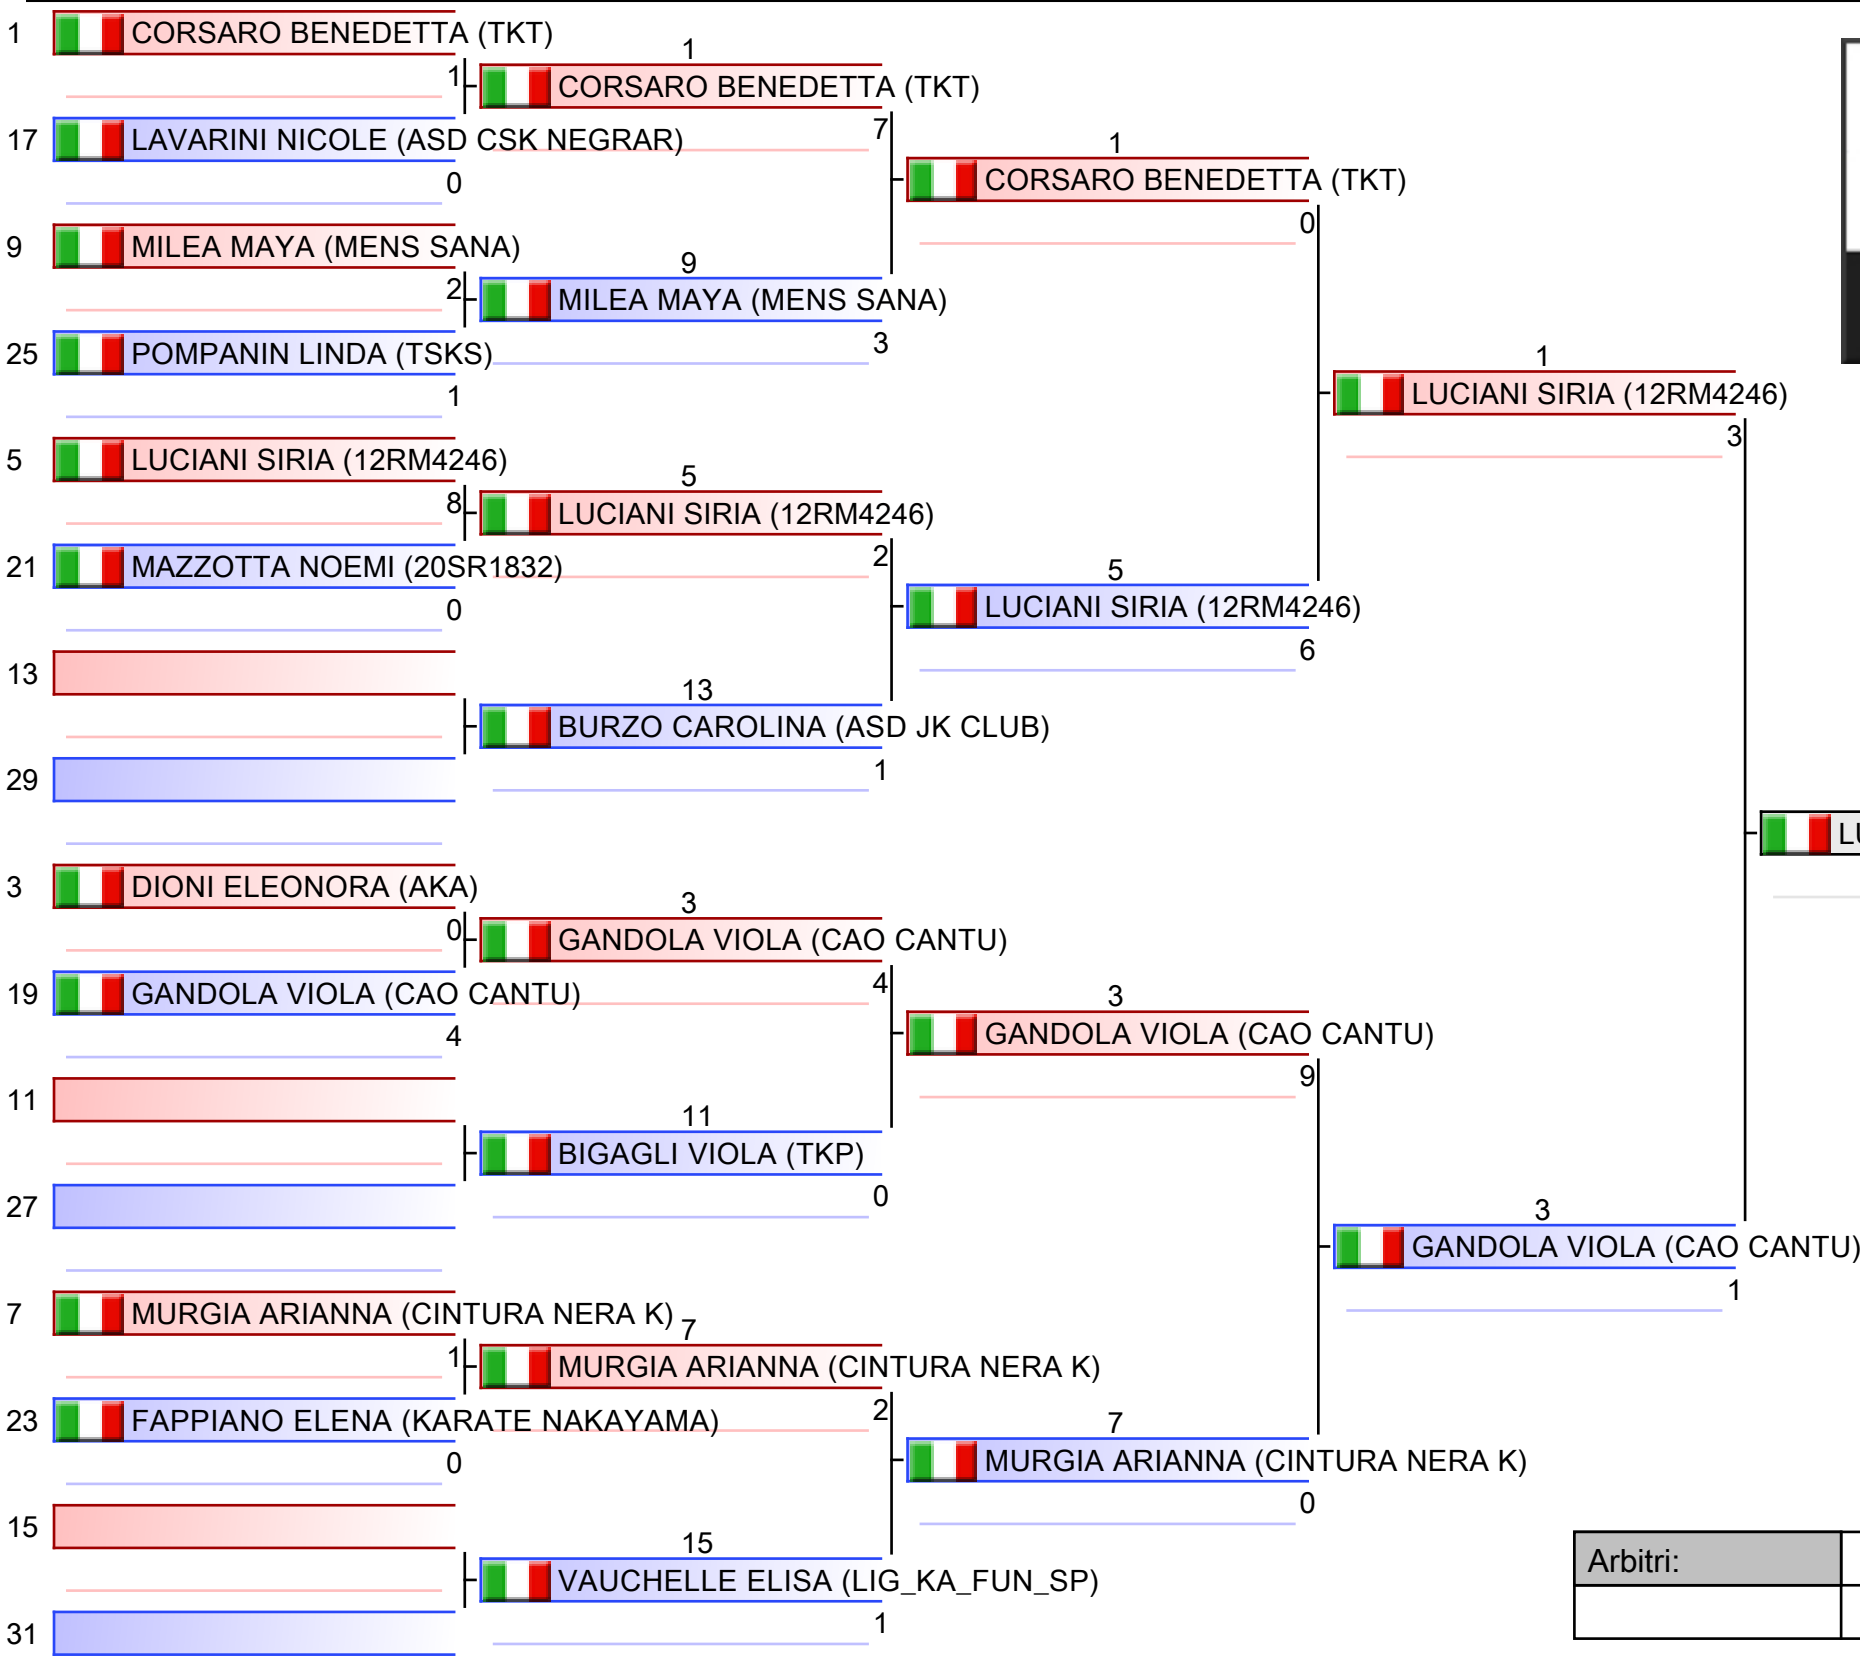 1 CORSARO BENEDETTA (TKT)
1
17 LAVARINI NICOLE (ASD CSK NEGRAR)
0
9 MILEA MAYA (MENS SANA)
2
25 POMPANIN LINDA (TSKS)
1
5 LUCIANI SIRIA (12RM4246)
8
21 MAZZOTTA NOEMI (20SR1832)
0
13
29
3 DIONI ELEONORA (AKA)
0
19 GANDOLA VIOLA (CAO CANTU)
4
11
27
7 MURGIA ARIANNA (CINTURA NERA K)
1
23 FAPPIANO ELENA (KARATE NAKAYAMA)
0
15
31
1
CORSARO BENEDETTA (TKT)
7
9
MILEA MAYA (MENS SANA)
3
5
LUCIANI SIRIA (12RM4246)
2
13
BURZO CAROLINA (ASD JK CLUB)
1
3
GANDOLA VIOLA (CAO CANTU)
4
11
BIGAGLI VIOLA (TKP)
0
7
MURGIA ARIANNA (CINTURA NERA K)
2
15
VAUCHELLE ELISA (LIG_KA_FUN_SP)
1
1
CORSARO BENEDETTA (TKT)
0
5
LUCIANI SIRIA (12RM4246)
6
3
GANDOLA VIOLA (CAO CANTU)
9
7
MURGIA ARIANNA (CINTURA NERA K)
0
1
LUCIANI SIRIA (12RM4246)
3
3
GANDOLA VIOLA (CAO CANTU)
1
Arbitri: